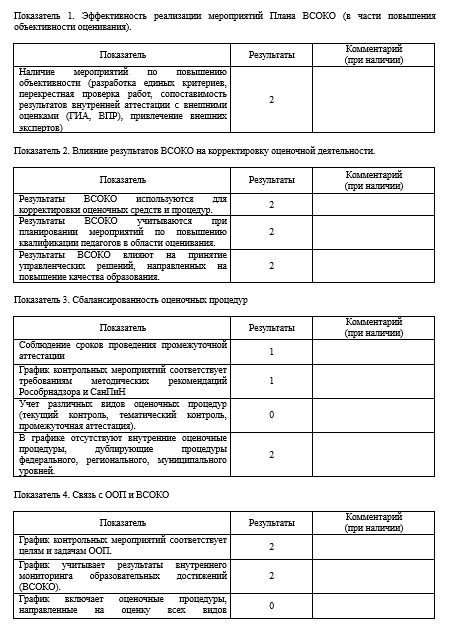 Показатель 1. Эффективность реализации мероприятий Плана ВСОКО (в части повышения
объективности оценивания).
Показатель
Результаты
Комментарий
(при наличии)
Наличие мероприятий по повышению
объективности (разработка единых критериев,
перекрестная проверка работ, сопоставимость
результатов внутренней аттестации с внешними
оценками (ГИА, ВПР), привлечение внешних
экспертов)
2
Показатель 2. Влияние результатов ВСОКО на корректировку оценочной деятельности.
Показатель
Результаты
Комментарий
(при наличии)
Результаты ВСОКО используются для
корректировки оценочных средств и процедур.
2
Результаты ВСОКО учитываются при
планировании мероприятий по повышению
квалификации педагогов в области оценивания.
2
Результаты ВСОКО влияют на принятие
управленческих решений, направленных на
повышение качества образования.
2
Показатель 3. Сбалансированность оценочных процедур
Показатель
Результаты
Комментарий
(при наличии)
Соблюдение сроков проведения промежуточной
аттестации
1
График контрольных мероприятий соответствует
требованиям методических рекомендаций
Рособрнадзора и СанПиН
1
Учет различных видов оценочных процедур
(текущий контроль, тематический контроль,
промежуточная аттестация).
0
В графике отсутствуют внутренние оценочные
процедуры, дублирующие процедуры
федерального, регионального, муниципального
уровней.
2
Показатель 4. Связь с ООП и ВСОКО
Показатель
Результаты
Комментарий
(при наличии)
График контрольных мероприятий соответствует
целям и задачам ООП.
2
График учитывает результаты внутреннего
мониторинга образовательных достижений
(ВСОКО).
2
График включает оценочные процедуры,
направленные на оценку всех видов
0